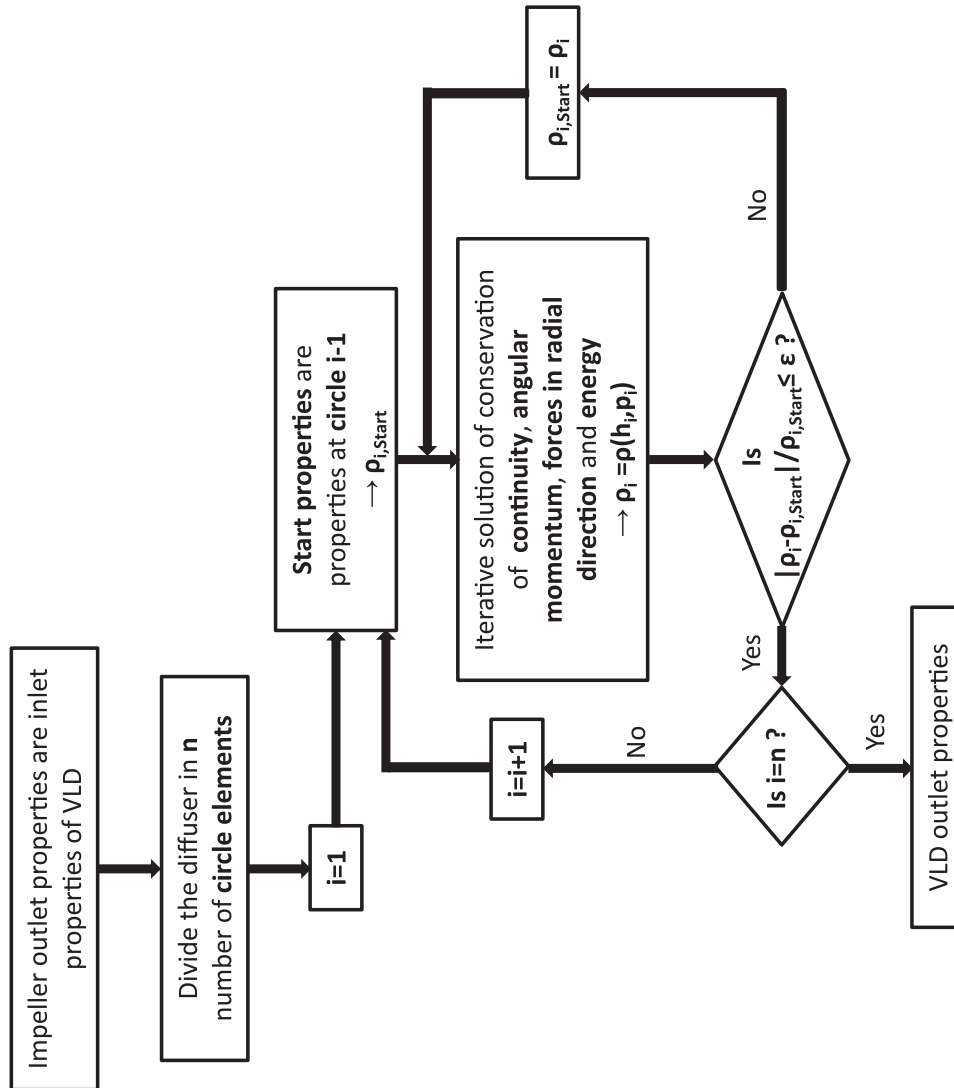 Impeller outlet properties are inlet
properties of VLD
Divide the diffuser in n
number of circle elements
i=1
Start properties are
properties at circle i-1
→ ρi,Start
Iterative solution of conservation
of continuity, angular
momentum, forces in radial
direction and energy
→ ρi =ρ(hi,pi)
ρi,Start = ρi
Is
|ρi-ρi,Start|/ρi,Start≤ ε ?
No
Yes
Is i=n ?
No
i=i+1
Yes
VLD outlet properties